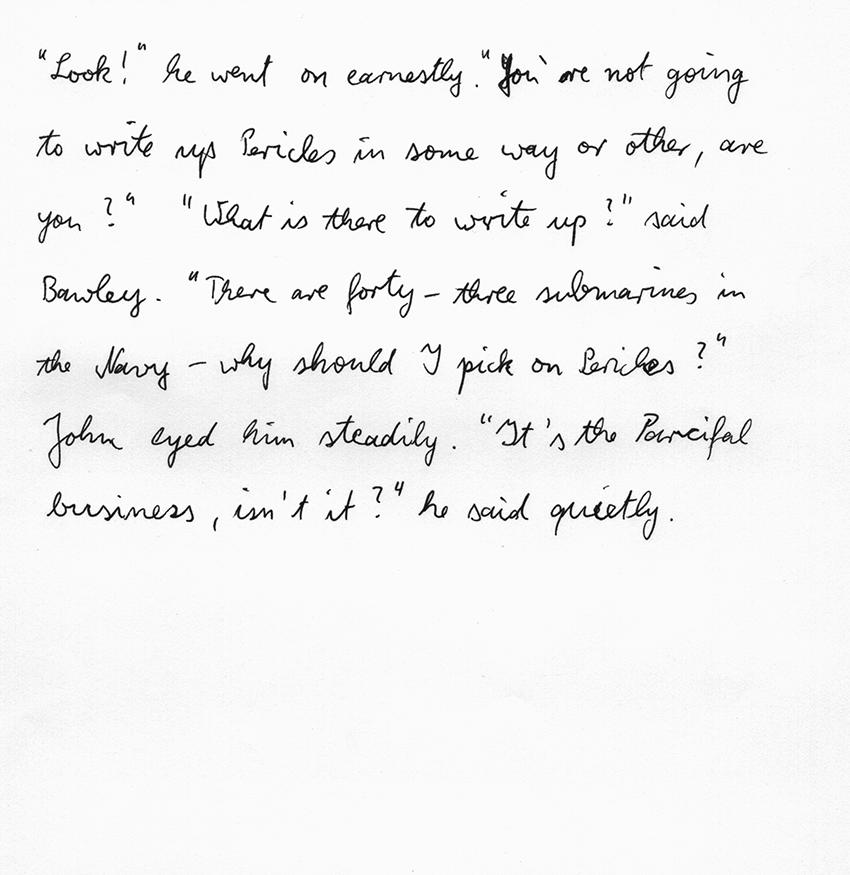 "Look!" he went on earnestly. "You are not going
to write up Pericles in some way or other, are
you?" "What is there to write up?" said
Bawley. "There are forty-three submarines in
the Navy - why should I pick on Pericles?"
John eyed him steadily. "It's the Parcifal
business, isn't it?" he said quietly.